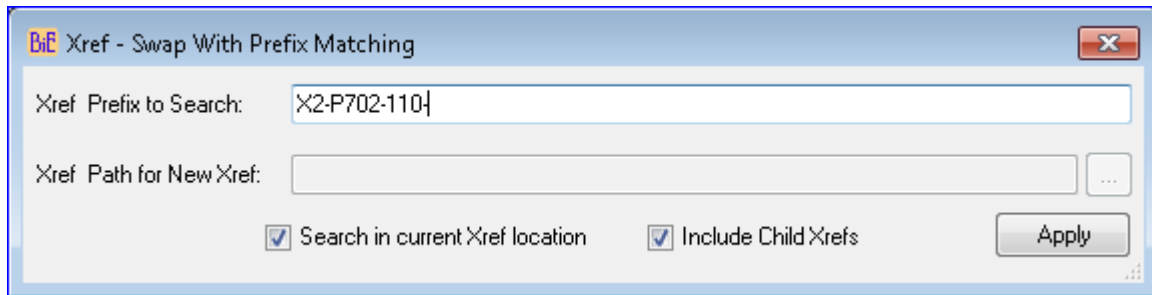 BiE Xref - Swap With Prefix Matching
Xref Prefix to Search: X2-P702-110-
Xref Path for New Xref: ...
Search in current Xref location Include Child Xrefs Apply